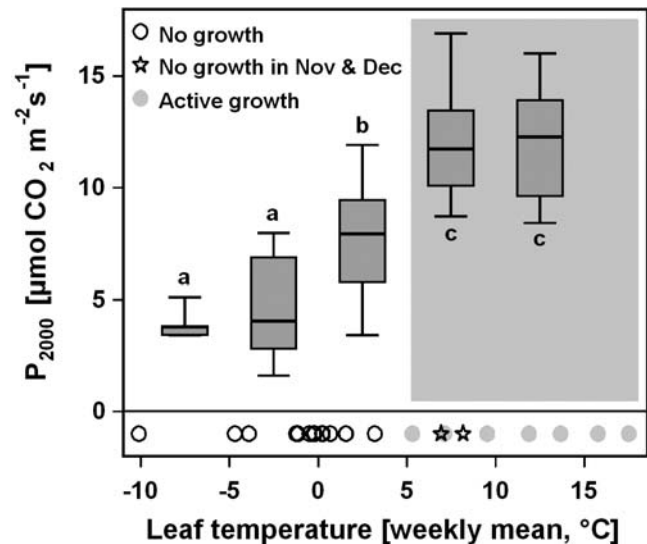 No growth
No growth in Nov & Dec
Active growth
P2000 [µmol CO2 m-2s-1]
15
10
5
0
a
a
b
c
c
-10 -5 0 5 10 15
Leaf temperature [weekly mean, °C]